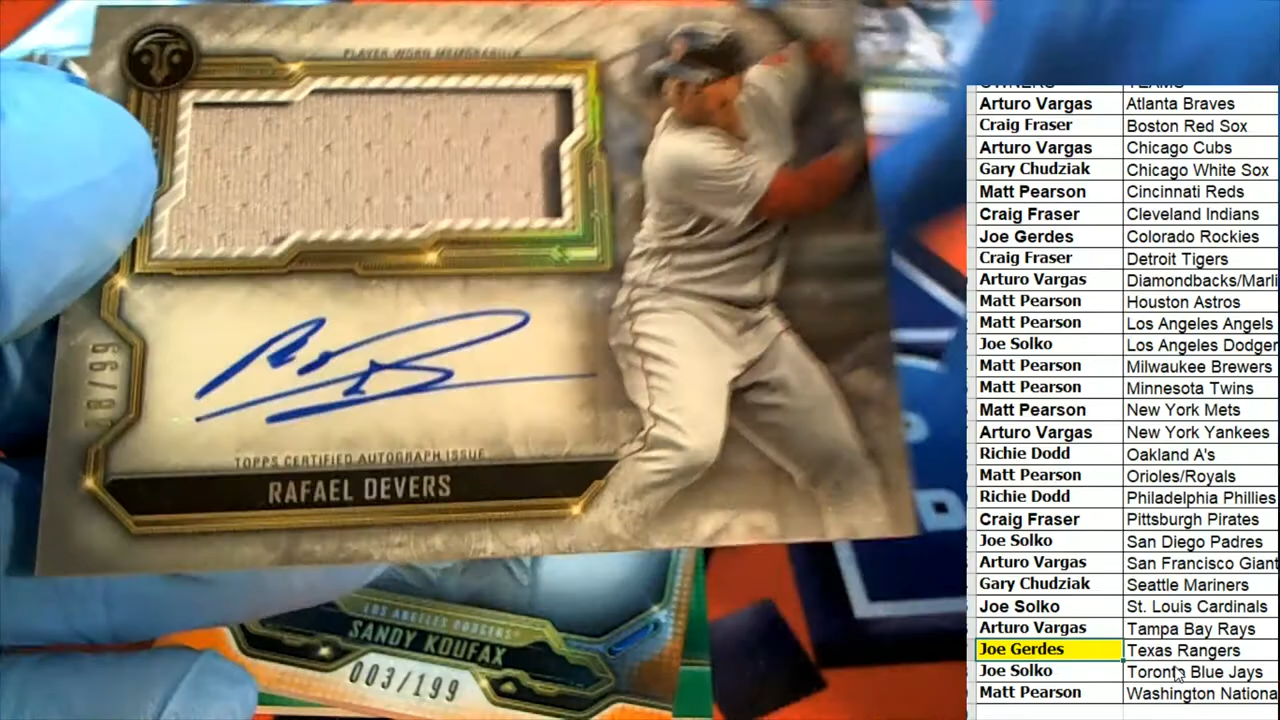 PLAYER-WORN MEMORABILIA
TOPPS CERTIFIED AUTOGRAPH ISSUE
RAFAEL DEVERS
LOS ANGELES DODGERS
SANDY KOUFAX
003/199
OWNERS TEAMS
Arturo Vargas Atlanta Braves
Craig Fraser Boston Red Sox
Arturo Vargas Chicago Cubs
Gary Chudziak Chicago White Sox
Matt Pearson Cincinnati Reds
Craig Fraser Cleveland Indians
Joe Gerdes Colorado Rockies
Craig Fraser Detroit Tigers
Arturo Vargas Diamondbacks/Marli
Matt Pearson Houston Astros
Matt Pearson Los Angeles Angels
Joe Solko Los Angeles Dodger
Matt Pearson Milwaukee Brewers
Matt Pearson Minnesota Twins
Matt Pearson New York Mets
Arturo Vargas New York Yankees
Richie Dodd Oakland A's
Matt Pearson Orioles/Royals
Richie Dodd Philadelphia Phillies
Craig Fraser Pittsburgh Pirates
Joe Solko San Diego Padres
Arturo Vargas San Francisco Giant
Gary Chudziak Seattle Mariners
Joe Solko St. Louis Cardinals
Arturo Vargas Tampa Bay Rays
Joe Gerdes Texas Rangers
Joe Solko Toronto Blue Jays
Matt Pearson Washington Nationa